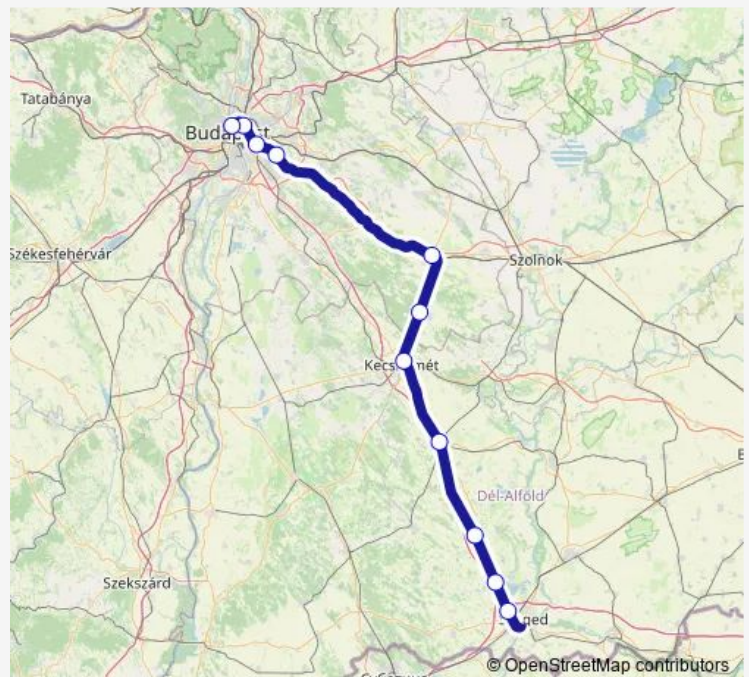 Tatabánya
Budapest
Székesfehérvár
Szolnok
Kecskemét
Dél-Alföld
Szekszárd
Szeged
© OpenStreetMap contributors